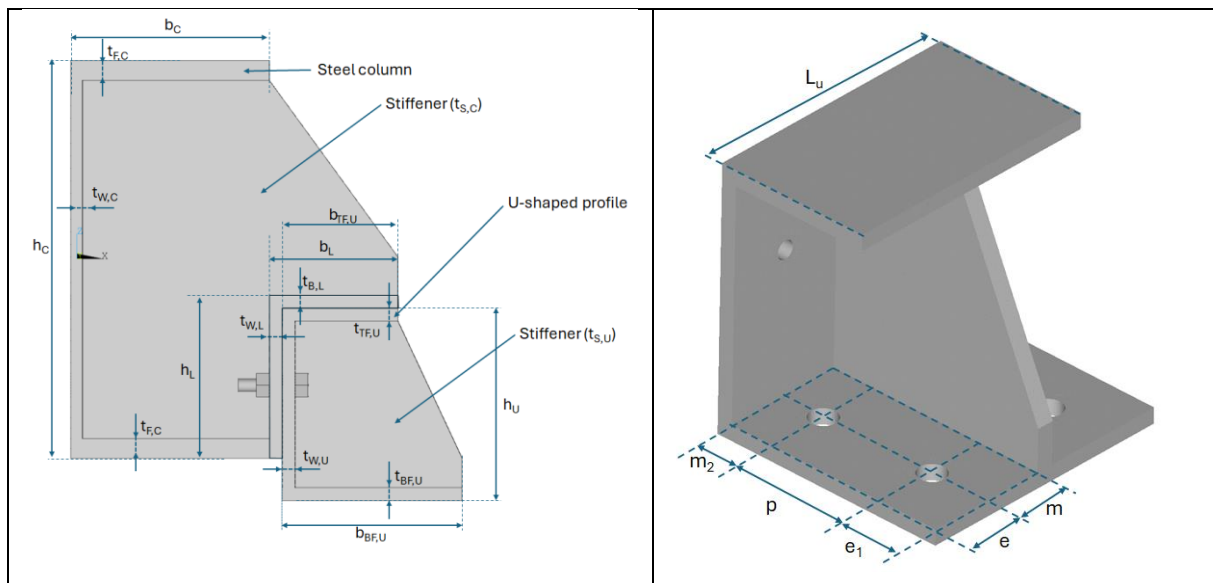 b_C
t_F,C
Steel column
Stiffener (t_S,C)
t_W,C
b_TF,U
U-shaped profile
b_L
h_C
X
t_B,L
t_W,L
t_TF,U
Stiffener (t_S,U)
h_L
h_U
t_F,C
t_W,U
t_BF,U
b_BF,U
L_u
m_2
p
m
e_1
e